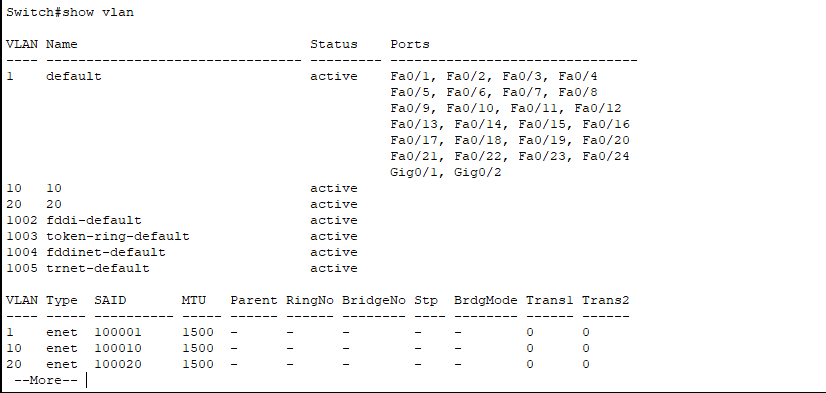 Switch#show vlan
VLAN Name                             Status    Ports
---- -------------------------------- --------- -------------------------------
1    default                          active    Fa0/1, Fa0/2, Fa0/3, Fa0/4
                                                Fa0/5, Fa0/6, Fa0/7, Fa0/8
                                                Fa0/9, Fa0/10, Fa0/11, Fa0/12
                                                Fa0/13, Fa0/14, Fa0/15, Fa0/16
                                                Fa0/17, Fa0/18, Fa0/19, Fa0/20
                                                Fa0/21, Fa0/22, Fa0/23, Fa0/24
                                                Gig0/1, Gig0/2
10   10                               active
20   20                               active
1002 fddi-default                     active
1003 token-ring-default               active
1004 fddinet-default                  active
1005 trnet-default                    active
VLAN Type  SAID       MTU   Parent RingNo BridgeNo Stp  BrdgMode Trans1 Trans2
---- ----- ---------- ----- ------ ------ -------- ---- -------- ------ ------
1    enet  100001     1500  -      -      -        -    -        0      0
10   enet  100010     1500  -      -      -        -    -        0      0
20   enet  100020     1500  -      -      -        -    -        0      0
 --More--